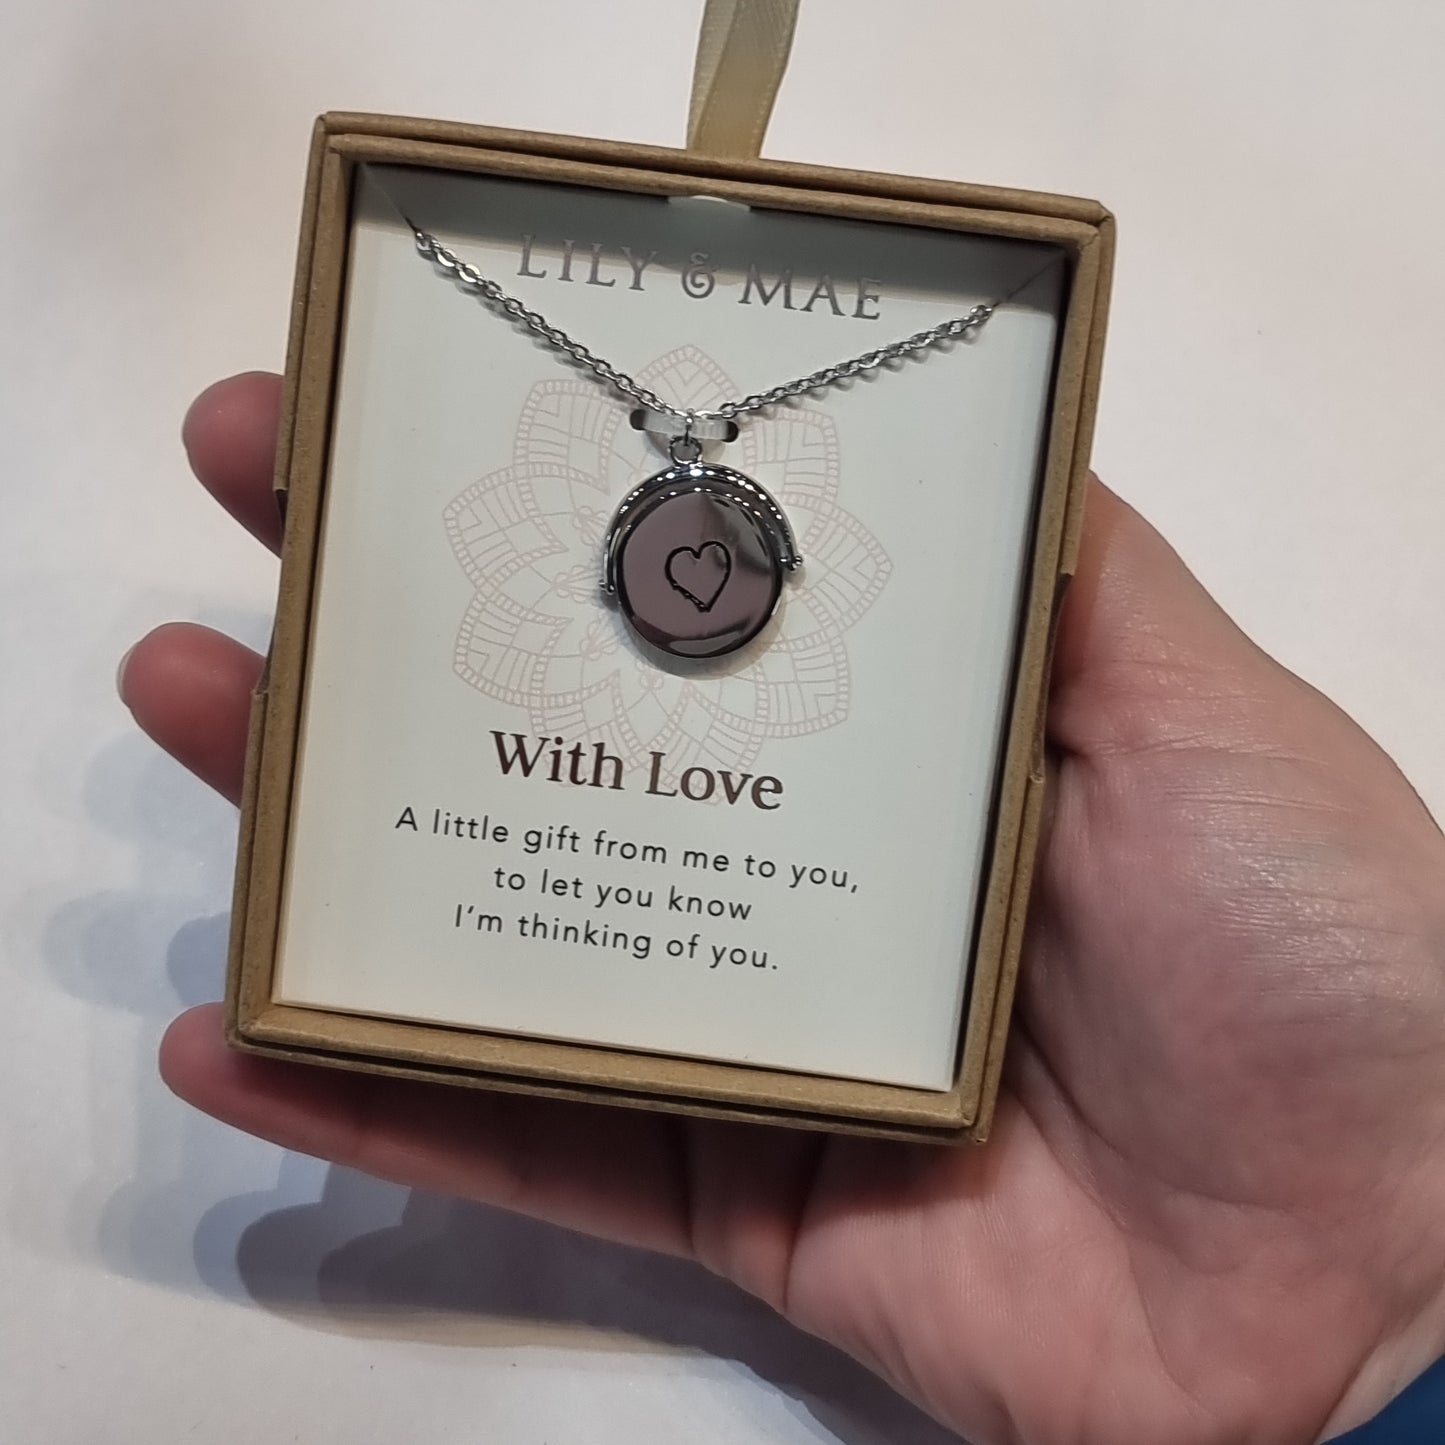 LILY & MAE
With Love
A little gift from me to you,
to let you know
I'm thinking of you.